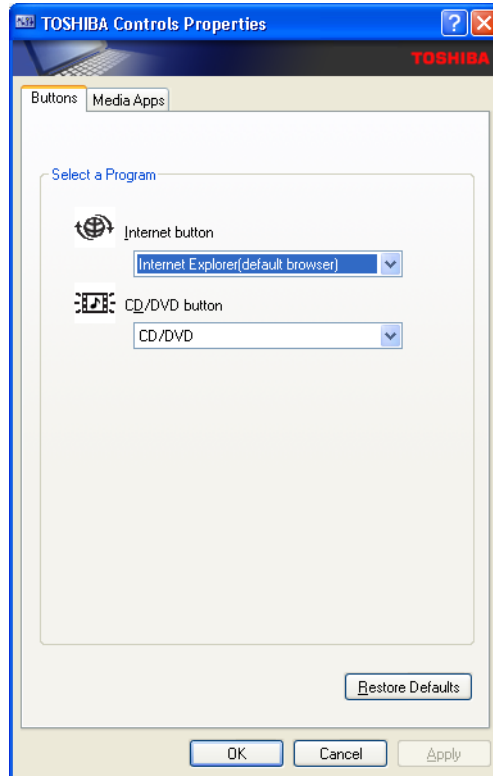 TOSHIBA Controls Properties
TOSHIBA
Buttons Media Apps
Select a Program
Internet button
Internet Explorer(default browser)
CD/DVD button
CD/DVD
Restore Defaults
OK Cancel Apply